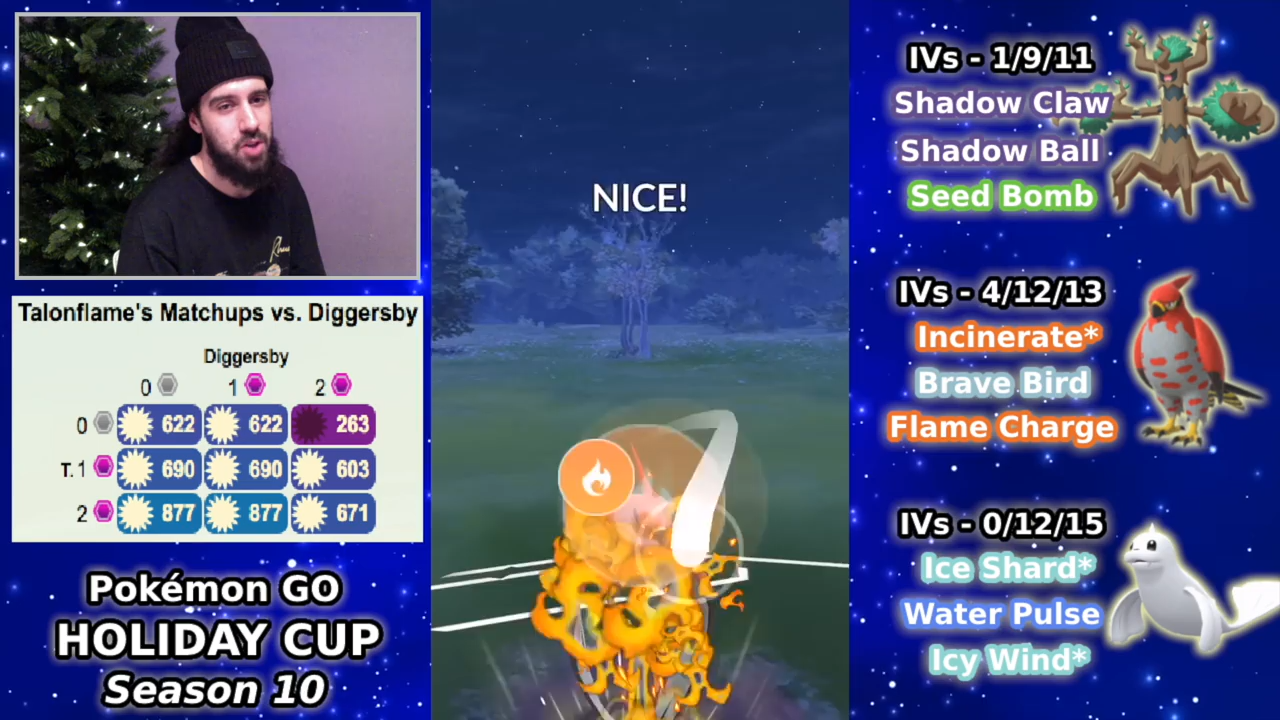 Talonflame's Matchups vs. Diggersby
Diggersby
0 1 2
0 622 622 263
T. 1 690 690 603
2 877 877 671
Pokémon GO
HOLIDAY CUP
Season 10
NICE!
IVs - 1/9/11
Shadow Claw
Shadow Ball
Seed Bomb
IVs - 4/12/13
Incinerate*
Brave Bird
Flame Charge
IVs - 0/12/15
Ice Shard*
Water Pulse
Icy Wind*